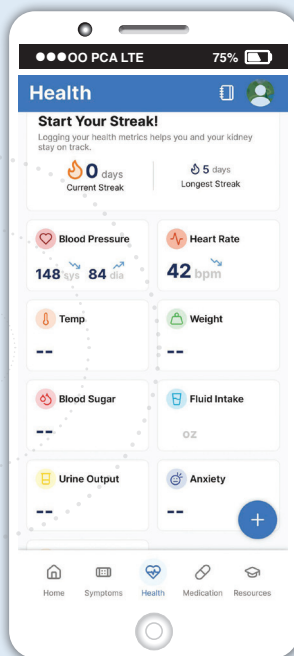 ●●●OO PCA LTE 75%
Health
Start Your Streak!
Logging your health metrics helps you and your kidney
stay on track.
0 days 5 days
Current Streak Longest Streak
Blood Pressure Heart Rate
148 sys 84 dia 42 bpm
Temp Weight
-- --
Blood Sugar Fluid Intake
-- oz
Urine Output Anxiety
-- --
+
Home Symptoms Health Medication Resources